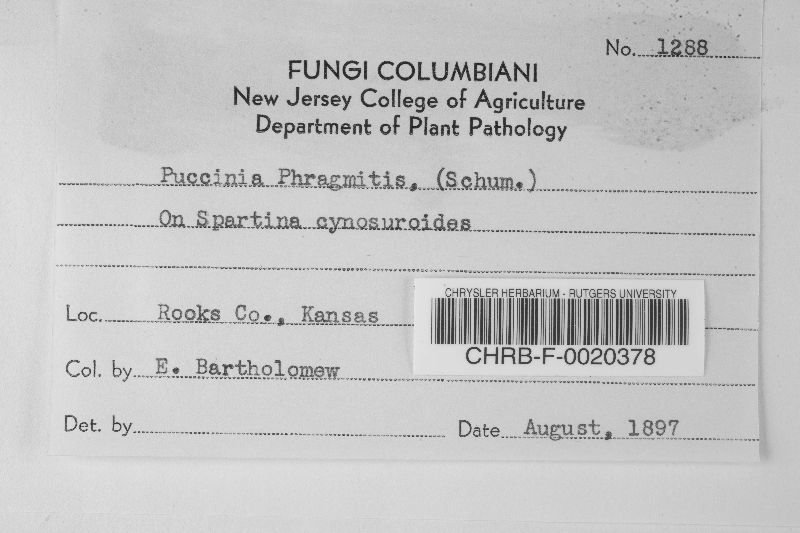 No. 1288
FUNGI COLUMBIANI
New Jersey College of Agriculture
Department of Plant Pathology
Puccinia Phragmitis, (Schum.)
On Spartina cynosuroides
Loc. Rooks Co., Kansas
CHRYSLER HERBARIUM - RUTGERS UNIVERSITY
CHRB-F-0020378
Col. by E. Bartholomew
Det. by
Date August, 1897